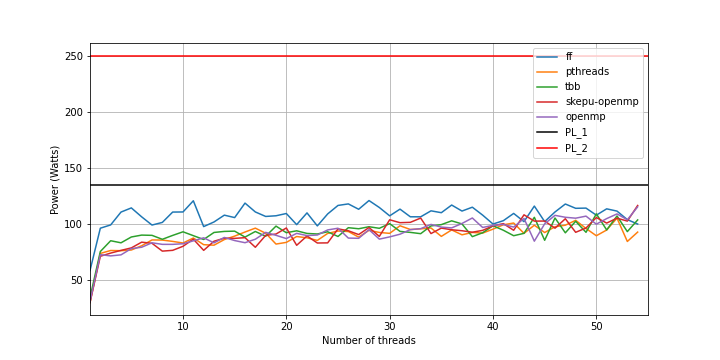 250
200
150
100
50
Power (Watts)
10
20
30
40
50
Number of threads
ff
pthreads
tbb
skepu-openmp
openmp
PL_1
PL_2